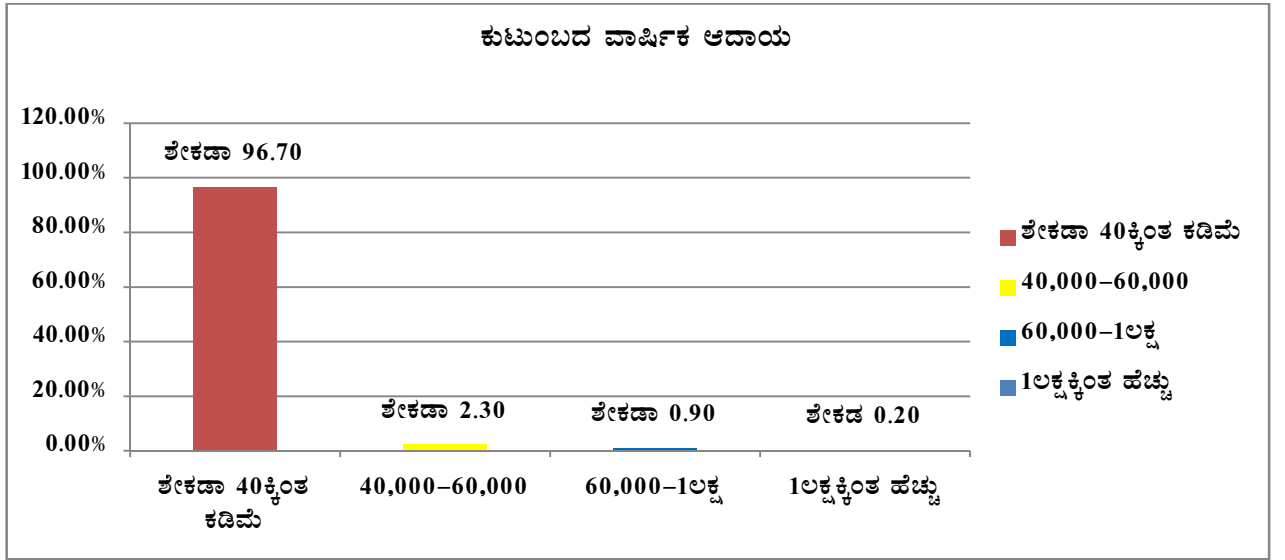 ಕುಟುಂಬದ ವಾರ್ಷಿಕ ಆದಾಯ
120.00%
100.00%
80.00%
60.00%
40.00%
20.00%
0.00%
ಶೇಕಡಾ 96.70
ಶೇಕಡಾ 2.30
ಶೇಕಡಾ 0.90
ಶೇಕಡ 0.20
ಶೇಕಡಾ 40ಕ್ಕಿಂತ
ಕಡಿಮೆ
40,000–60,000
60,000–1ಲಕ್ಷ
1ಲಕ್ಷಕ್ಕಿಂತ ಹೆಚ್ಚು
ಶೇಕಡಾ 40ಕ್ಕಿಂತ ಕಡಿಮೆ
40,000–60,000
60,000–1ಲಕ್ಷ
1ಲಕ್ಷಕ್ಕಿಂತ ಹೆಚ್ಚು